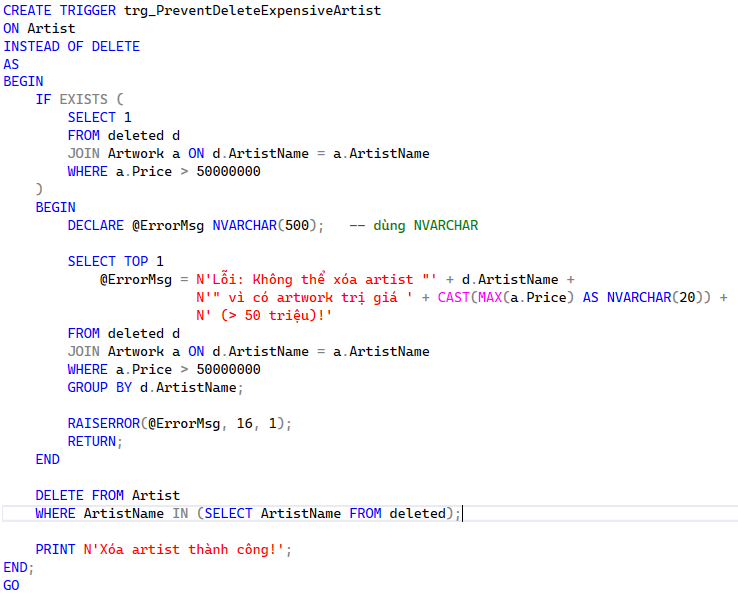 CREATE TRIGGER trg_PreventDeleteExpensiveArtist
ON Artist
INSTEAD OF DELETE
AS
BEGIN
    IF EXISTS (
        SELECT 1
        FROM deleted d
        JOIN Artwork a ON d.ArtistName = a.ArtistName
        WHERE a.Price > 50000000
    )
    BEGIN
        DECLARE @ErrorMsg NVARCHAR(500);   -- dùng NVARCHAR

        SELECT TOP 1
            @ErrorMsg = N'Lỗi: Không thể xóa artist "' + d.ArtistName +
                        N'" vì có artwork trị giá ' + CAST(MAX(a.Price) AS NVARCHAR(20)) +
                        N' (> 50 triệu)!'
        FROM deleted d
        JOIN Artwork a ON d.ArtistName = a.ArtistName
        WHERE a.Price > 50000000
        GROUP BY d.ArtistName;

        RAISERROR(@ErrorMsg, 16, 1);
        RETURN;
    END

    DELETE FROM Artist
    WHERE ArtistName IN (SELECT ArtistName FROM deleted);

    PRINT N'Xóa artist thành công!';
END;
GO